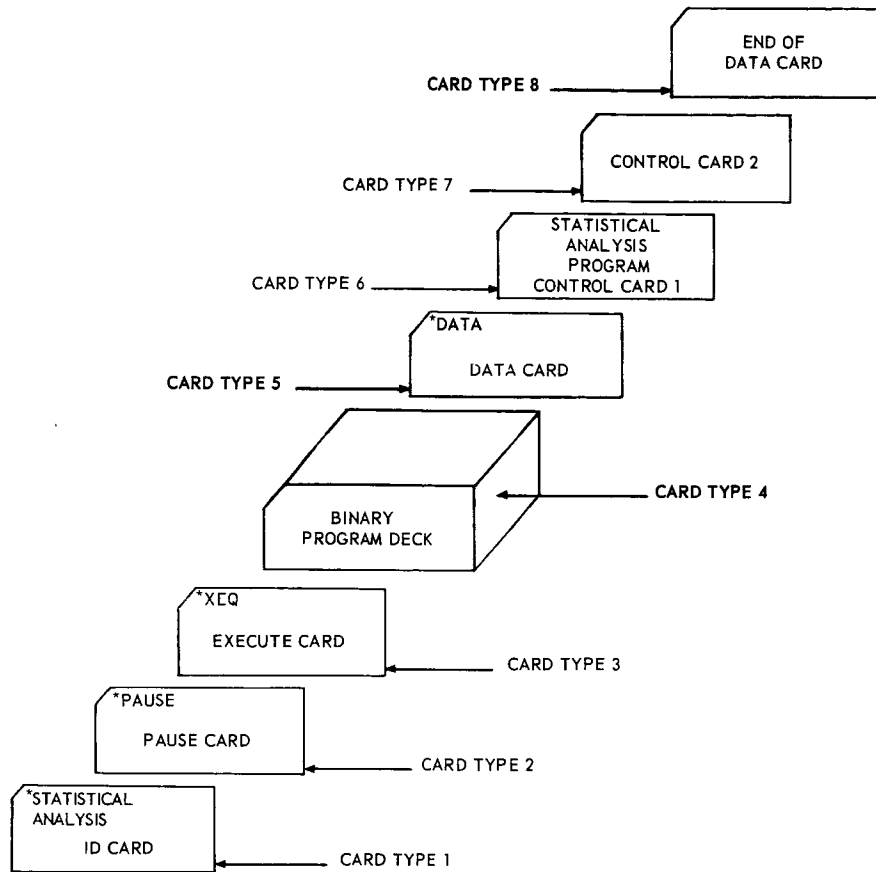 END OF
DATA CARD
CARD TYPE 8
CONTROL CARD 2
CARD TYPE 7
STATISTICAL
ANALYSIS
PROGRAM
CONTROL CARD 1
CARD TYPE 6
*DATA
DATA CARD
CARD TYPE 5
CARD TYPE 4
BINARY
PROGRAM DECK
*XEQ
EXECUTE CARD
CARD TYPE 3
*PAUSE
PAUSE CARD
CARD TYPE 2
*STATISTICAL
ANALYSIS
ID CARD
CARD TYPE 1